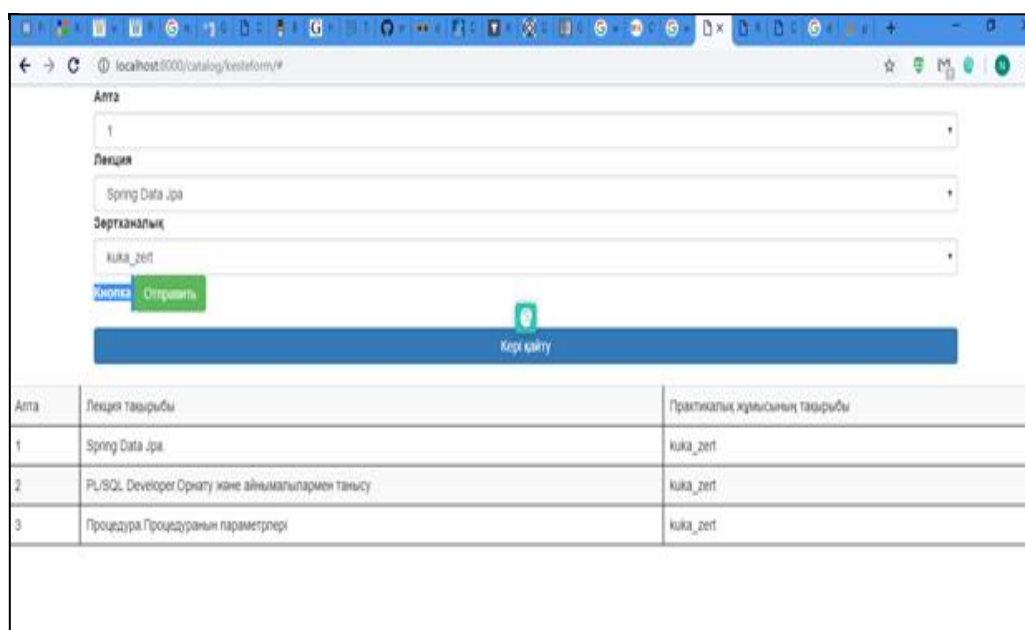 localhost:8000/catalog/kesteform/#
Апта
1
Лекция
Spring Data Jpa
Зертханалық
kuka_zert
Кнопка Отправить
Кері қайту
Апта Лекция тақырыбы Практикалық жұмысының тақырыбы
1 Spring Data Jpa kuka_zert
2 PL/SQL Developer.Орнату және айнымалылармен танысу kuka_zert
3 Процедура.Процедураның параметрлері kuka_zert